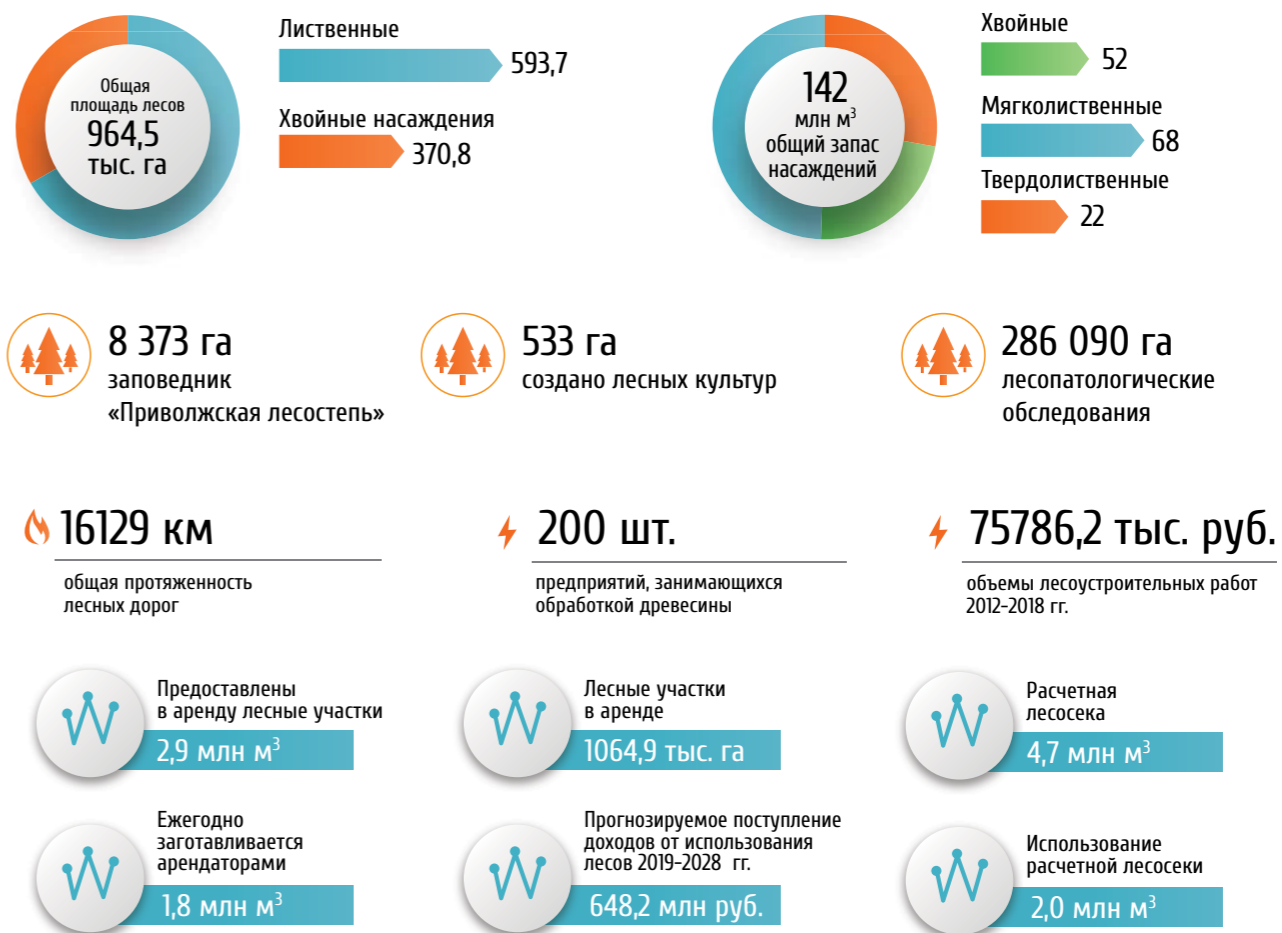 Общая
площадь лесов
964,5
тыс. га
Лиственные
593,7
Хвойные насаждения
370,8
142
млн м³
общий запас
насаждений
Хвойные
52
Мягколиственные
68
Твердолиственные
22
8 373 га
заповедник
«Приволжская лесостепь»
533 га
создано лесных культур
286 090 га
лесопатологические
обследования
16129 км
общая протяженность
лесных дорог
200 шт.
предприятий, занимающихся
обработкой древесины
75786,2 тыс. руб.
объемы лесоустроительных работ
2012-2018 гг.
Предоставлены
в аренду лесные участки
2,9 млн м³
Лесные участки
в аренде
1064,9 тыс. га
Расчетная
лесосека
4,7 млн м³
Ежегодно
заготавливается
арендаторами
1,8 млн м³
Прогнозируемое поступление
доходов от использования
лесов 2019-2028 гг.
648,2 млн руб.
Использование
расчетной лесосеки
2,0 млн м³